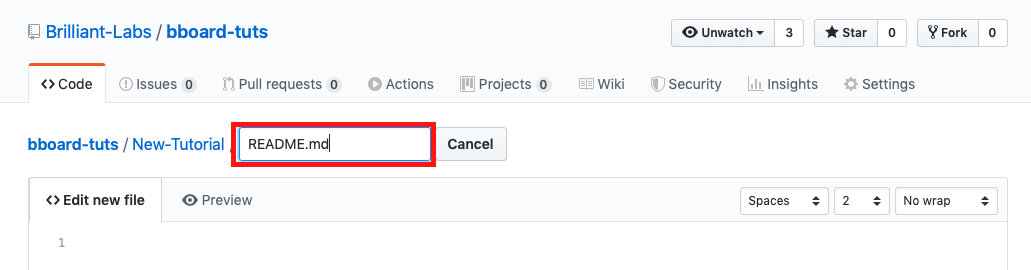 Brilliant-Labs / bboard-tuts Unwatch 3 Star 0 Fork 0
Code Issues 0 Pull requests 0 Actions Projects 0 Wiki Security Insights Settings
bboard-tuts / New-Tutorial / README.md Cancel
<> Edit new file Preview Spaces 2 No wrap
1